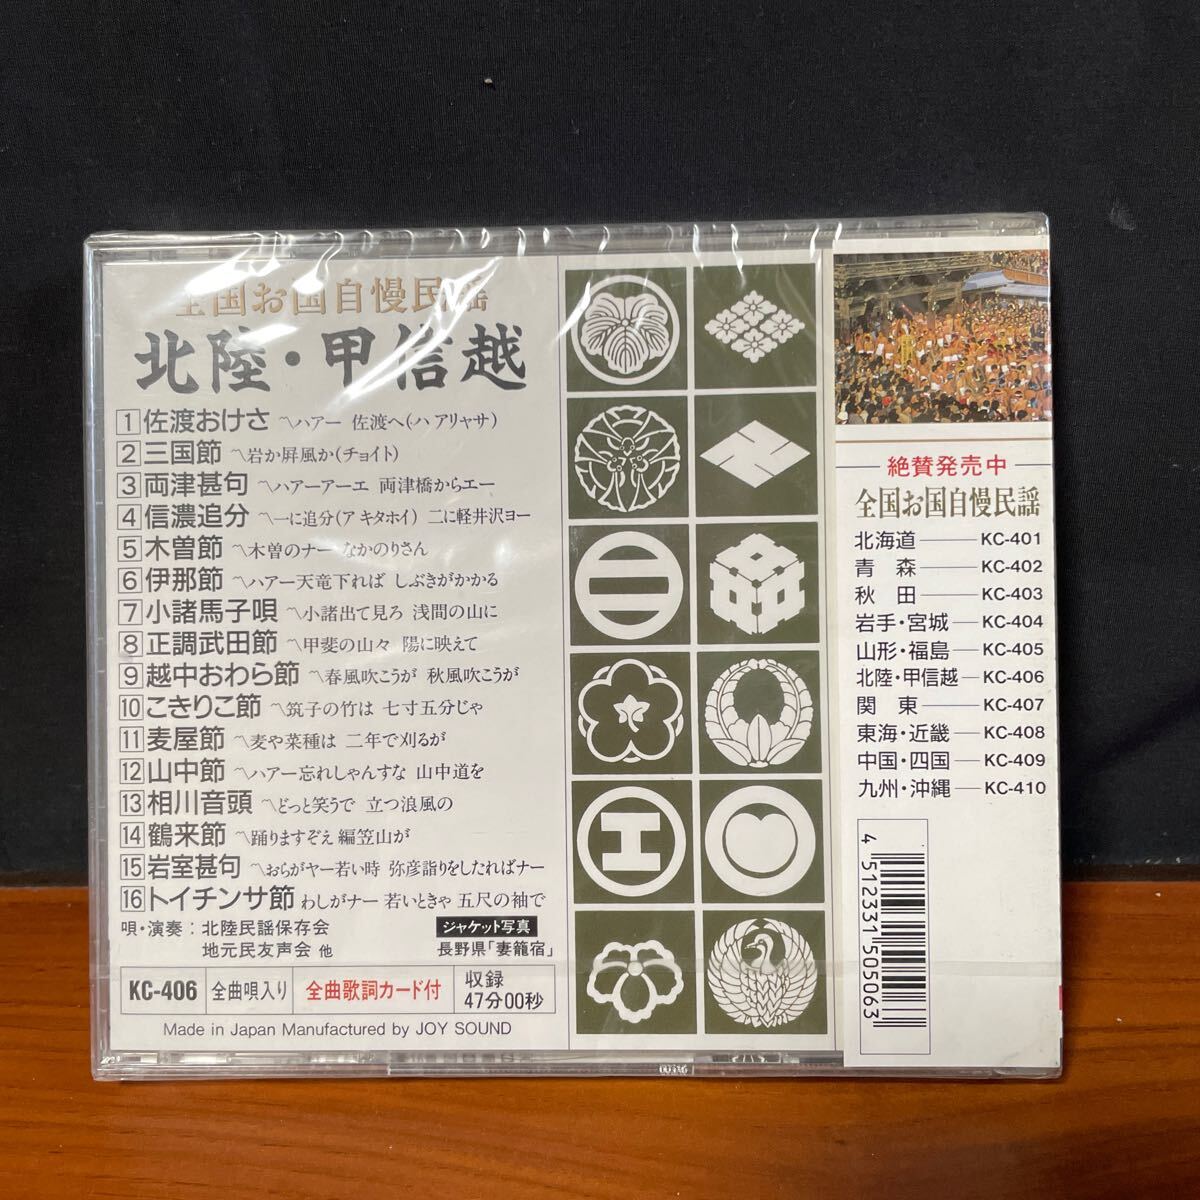 全国お国自慢民謡
北陸・甲信越
1 佐渡おけさ 〽ハアー 佐渡へ(ハ アリャサ)
2 三国節 〽岩か屏風か(チョイト)
3 両津甚句 〽ハアーアーエ 両津橋からエー
4 信濃追分 〽一に追分(ア キタホイ) 二に軽井沢ヨー
5 木曽節 〽木曽のナー なかのりさん
6 伊那節 〽ハアー天竜下れば しぶきがかかる
7 小諸馬子唄 〽小諸出て見ろ 浅間の山に
8 正調武田節 〽甲斐の山々 陽に映えて
9 越中おわら節 〽春風吹こうが 秋風吹こうが
10 こきりこ節 〽筑子の竹は 七寸五分じゃ
11 麦屋節 〽麦や菜種は 二年で刈るが
12 山中節 〽ハアー忘れしゃんすな 山中道を
13 相川音頭 〽どっと笑うで 立つ浪風の
14 鶴来節 〽踊りますぞえ 編笠山が
15 岩室甚句 〽おらがヤー若い時 弥彦詣りをしたればナー
16 トイチンサ節 わしがナー 若いときゃ 五尺の袖で
唄・演奏：北陸民謡保存会
地元民友声会 他
ジャケット写真
長野県「妻籠宿」
KC-406 全曲唄入り 全曲歌詞カード付 収録
47分00秒
Made in Japan Manufactured by JOY SOUND
絶賛発売中
全国お国自慢民謡
北海道 KC-401
青森 KC-402
秋田 KC-403
岩手・宮城 KC-404
山形・福島 KC-405
北陸・甲信越 KC-406
関東 KC-407
東海・近畿 KC-408
中国・四国 KC-409
九州・沖縄 KC-410
4 512331 505063